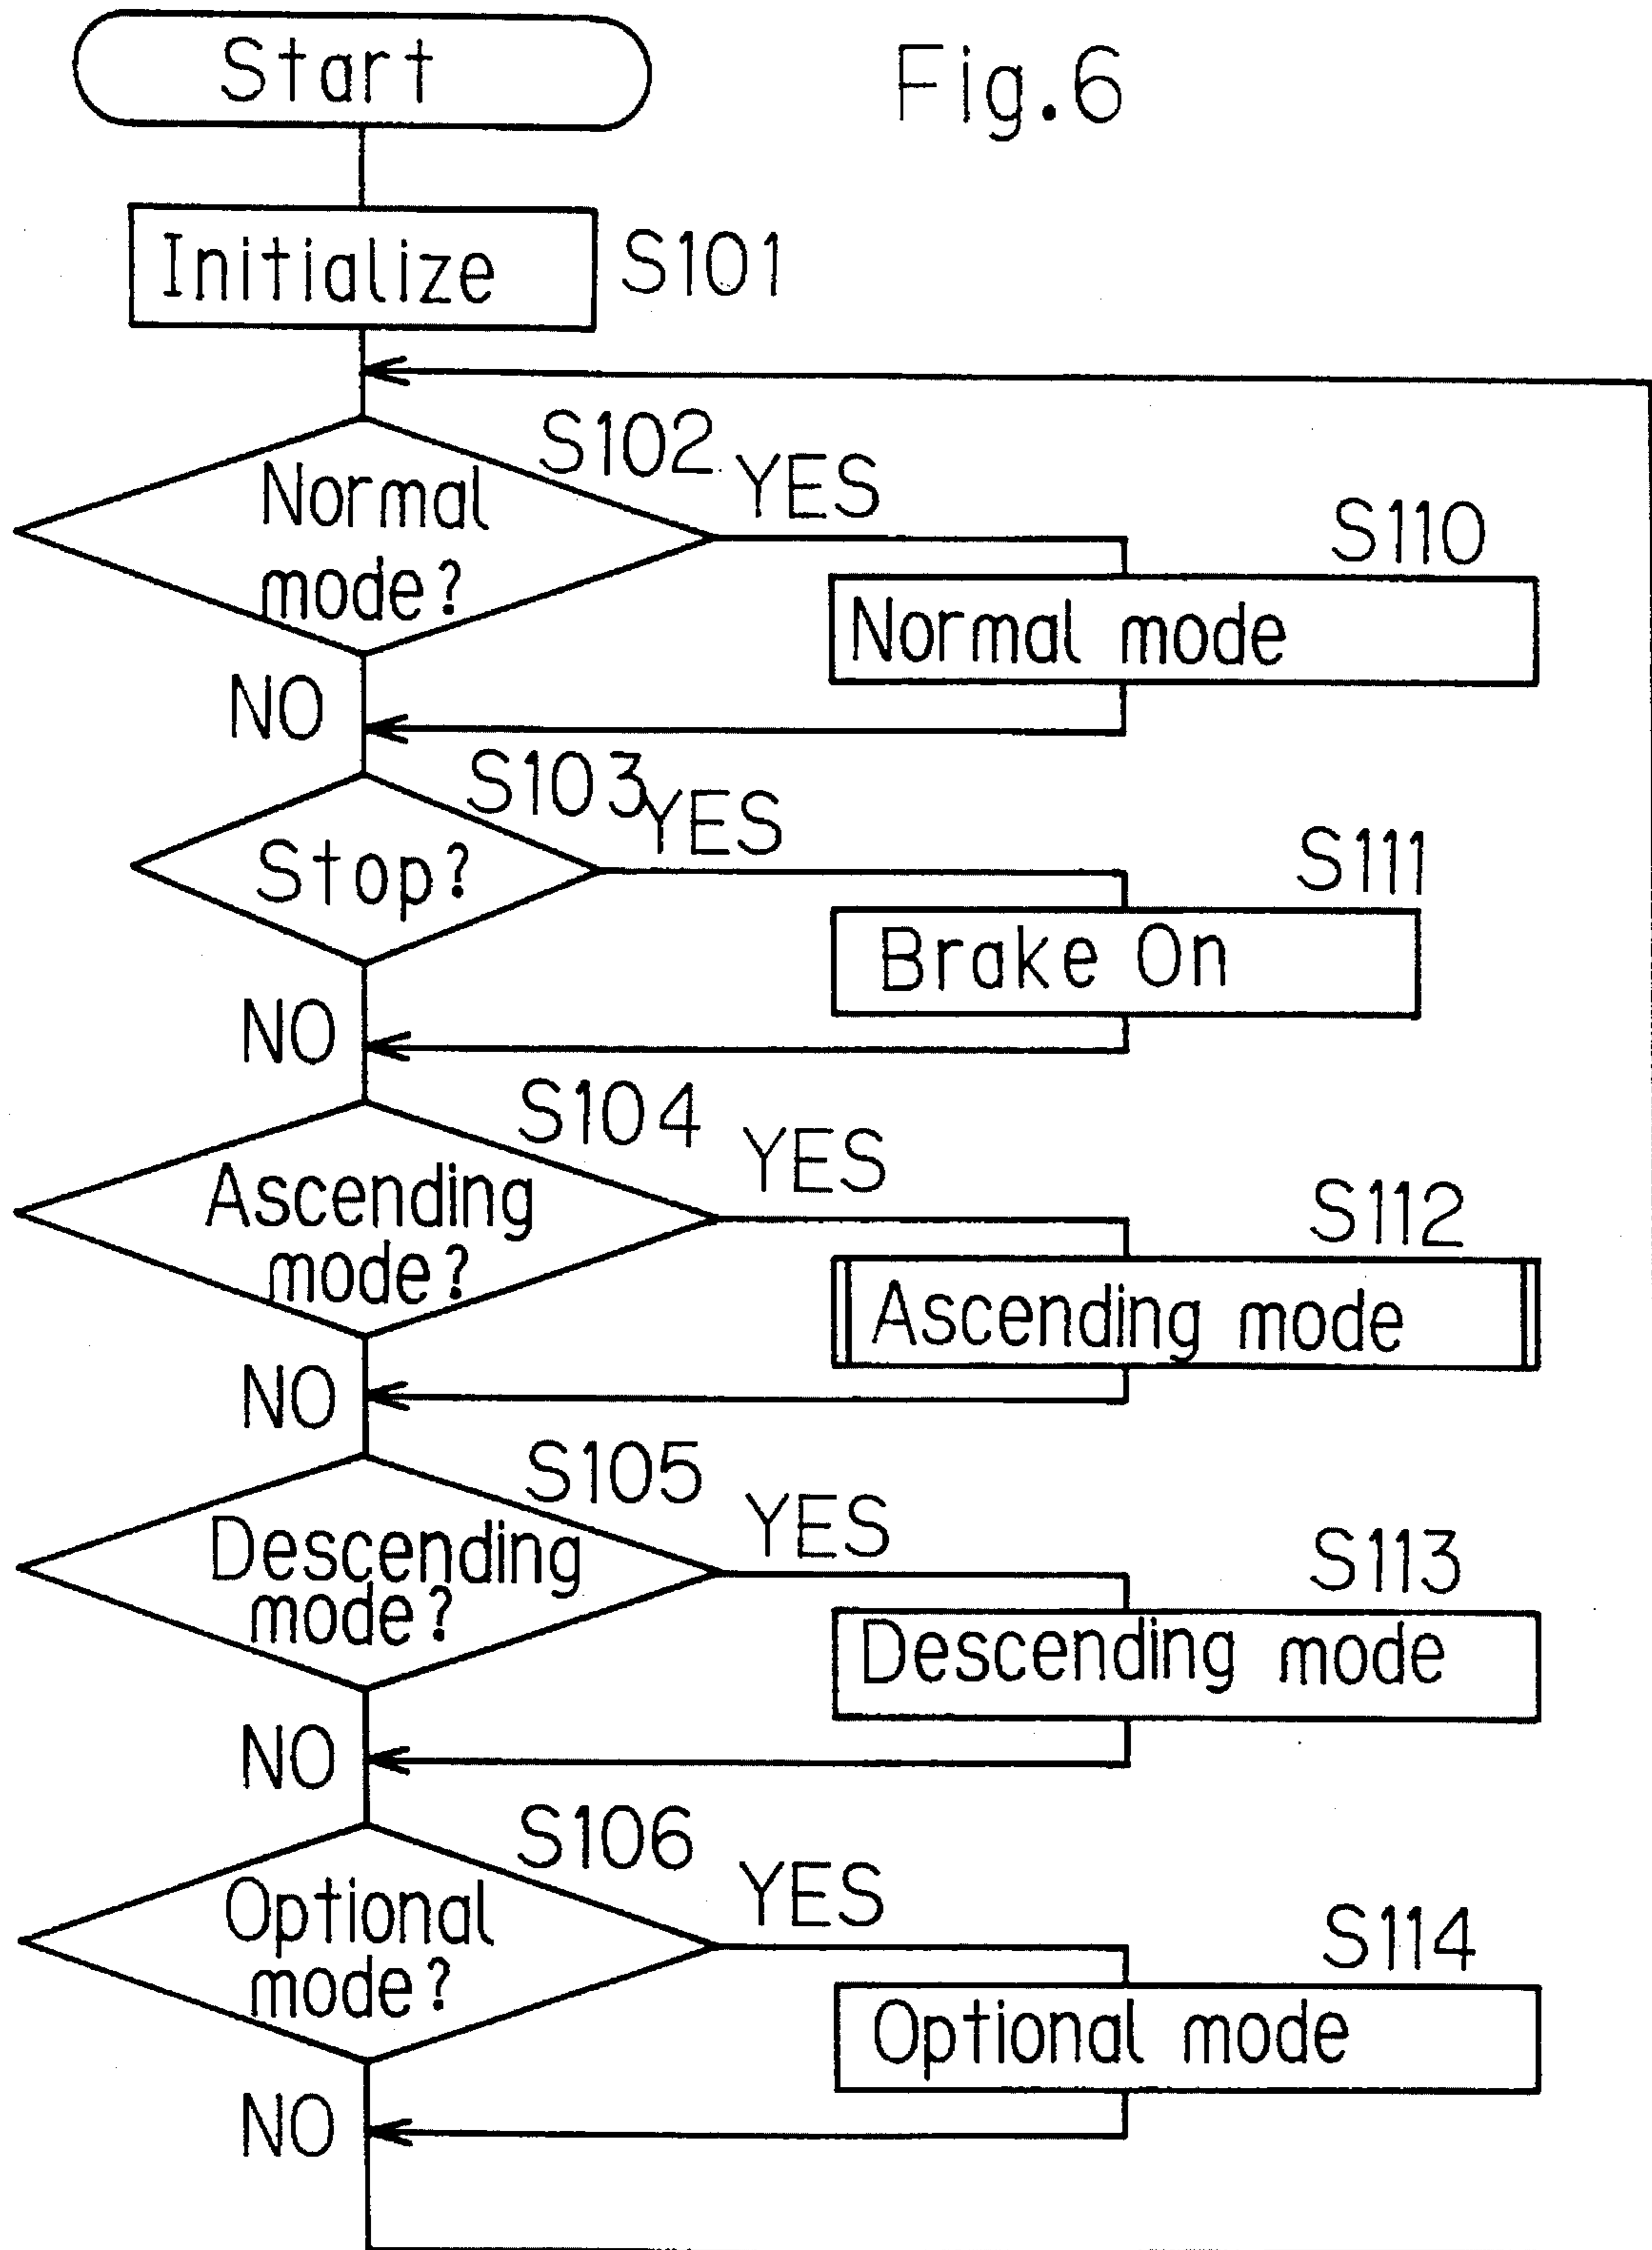 Start
Fig.6
Initialize
S101
S102
YES
Normal
mode?
S110
Normal mode
NO
S103
YES
Stop?
S111
Brake On
NO
S104
YES
Ascending
mode?
S112
Ascending mode
NO
S105
YES
Descending
mode?
S113
Descending mode
NO
S106
YES
Optional
mode?
S114
Optional mode
NO